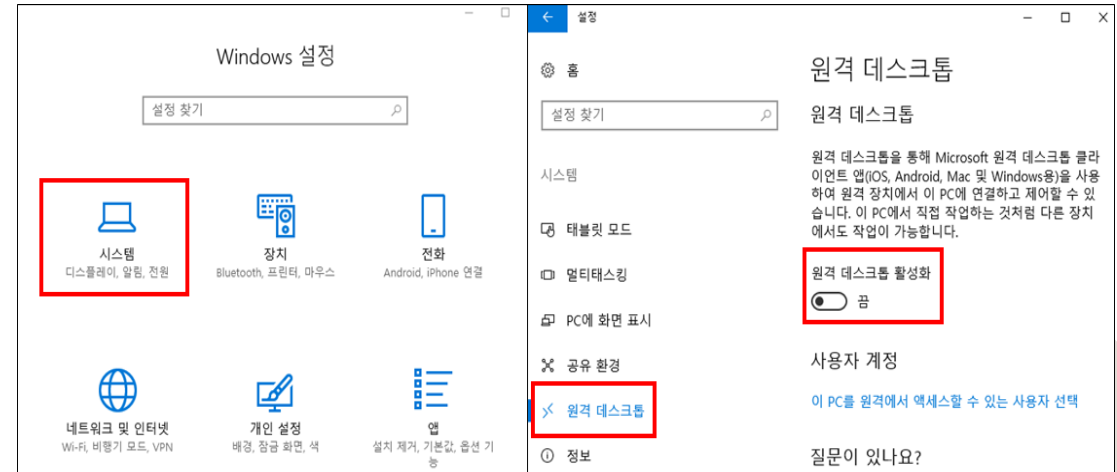 Windows 설정
설정 찾기
시스템
디스플레이, 알림, 전원
장치
Bluetooth, 프린터, 마우스
전화
Android, iPhone 연결
네트워크 및 인터넷
Wi-Fi, 비행기 모드, VPN
개인 설정
배경, 잠금 화면, 색
앱
설치 제거, 기본값, 옵션 기
능
설정
홈
설정 찾기
시스템
태블릿 모드
멀티태스킹
PC에 화면 표시
공유 환경
원격 데스크톱
정보
원격 데스크톱
원격 데스크톱
원격 데스크톱을 통해 Microsoft 원격 데스크톱 클라
이언트 앱(iOS, Android, Mac 및 Windows용)을 사용
하여 원격 장치에서 이 PC에 연결하고 제어할 수 있
습니다. 이 PC에서 직접 작업하는 것처럼 다른 장치
에서도 작업이 가능합니다.
원격 데스크톱 활성화
끔
사용자 계정
이 PC를 원격에서 액세스할 수 있는 사용자 선택
질문이 있나요?